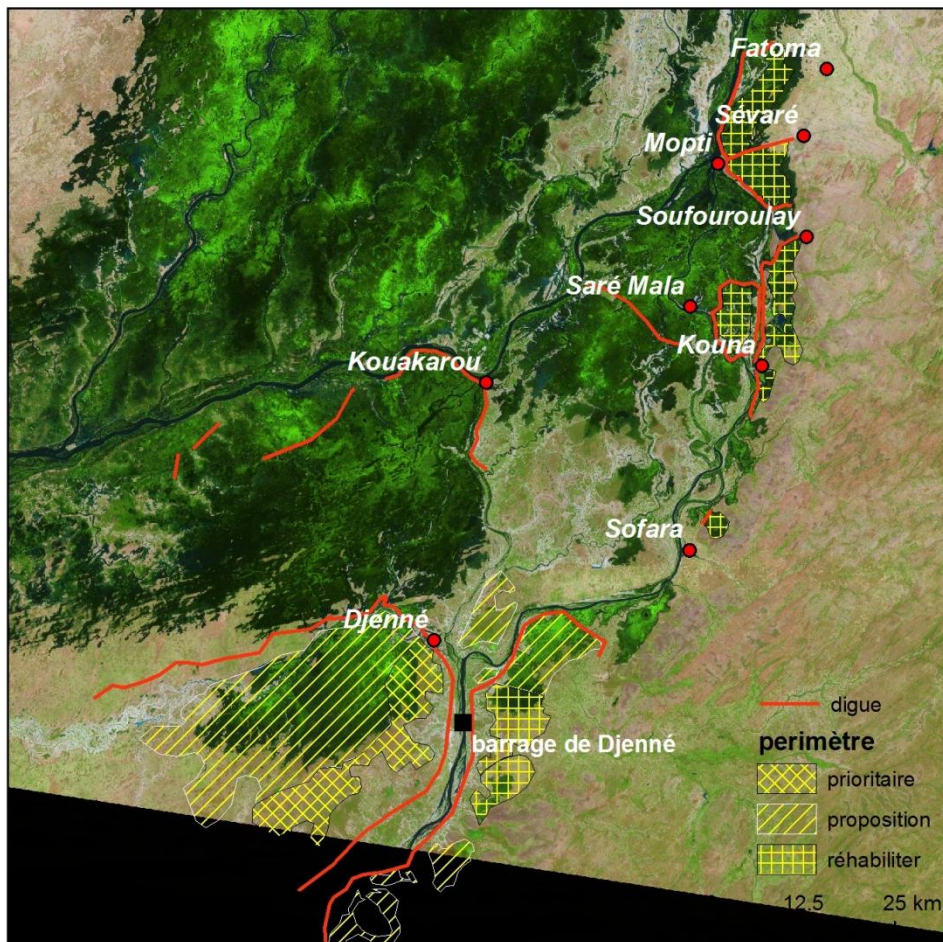 Fatoma
Sévaré
Mopti
Soufouroulay
Saré Mala
Kouna
Kouakarou
Sofara
Djenné
barrage de Djenné
digue
perimètre
prioritaire
proposition
réhabiliter
12.5 25 km